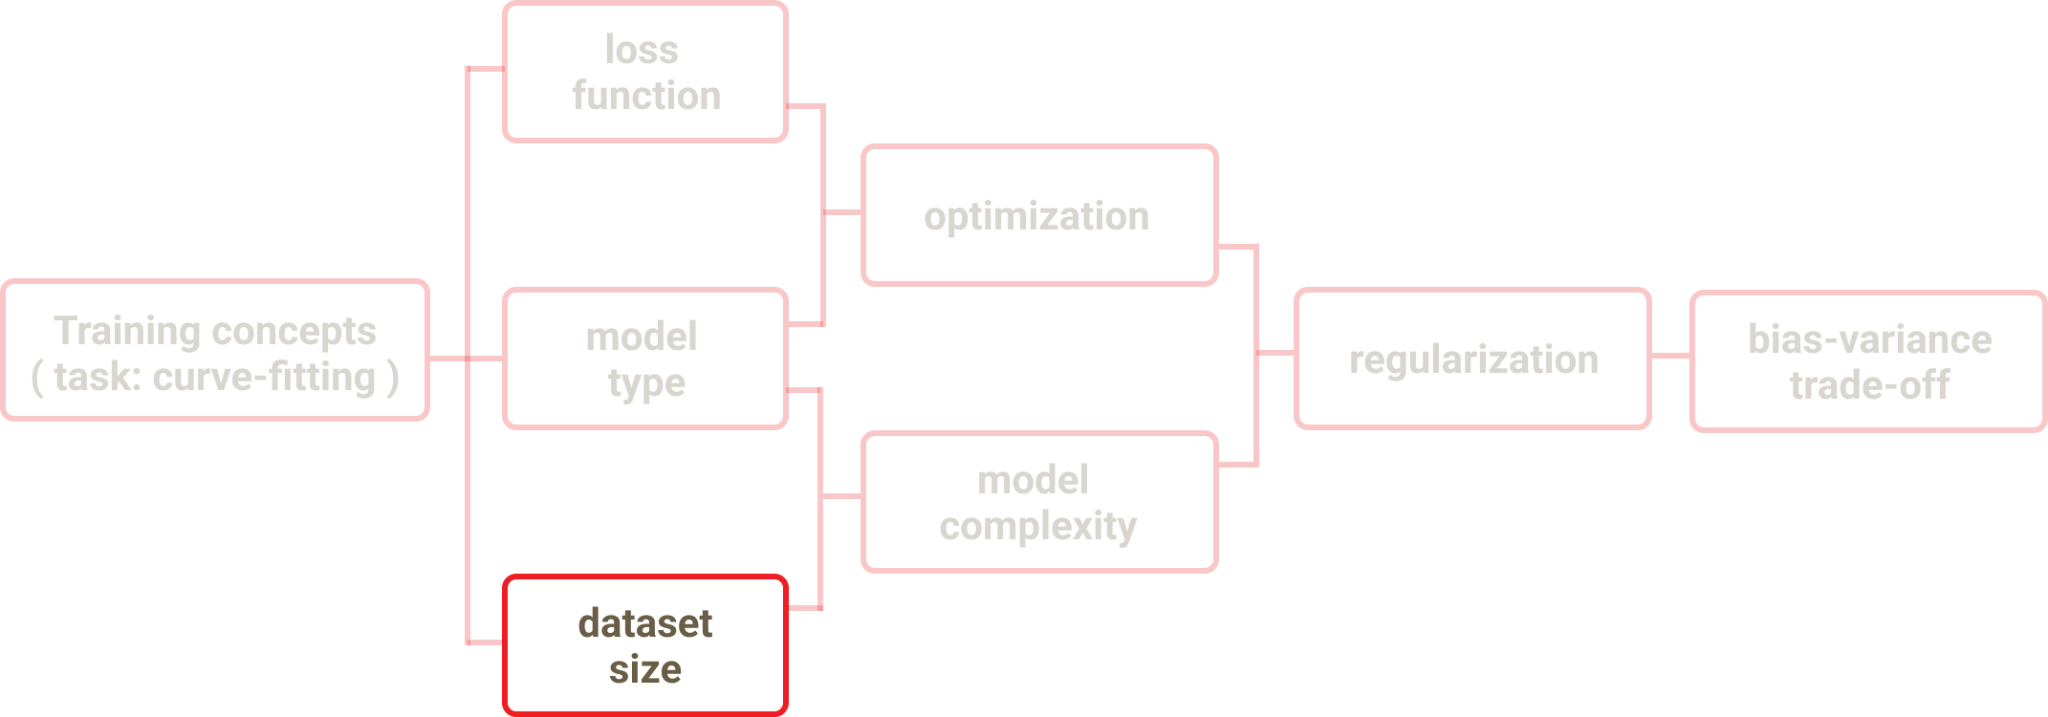 Training concepts
( task: curve-fitting )
loss
function
model
type
dataset
size
optimization
model
complexity
regularization
bias-variance
trade-off